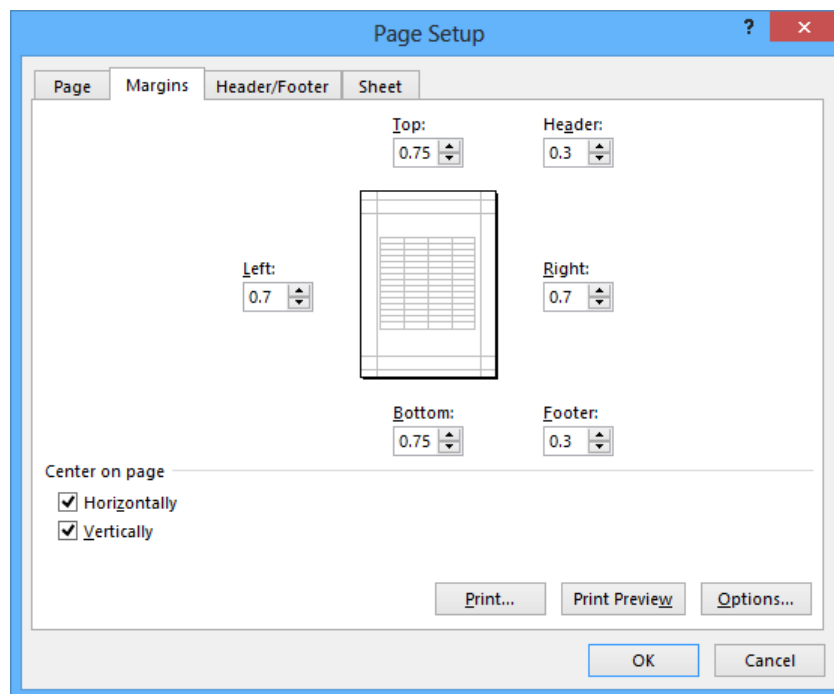 Page Setup ?
Page Margins Header/Footer Sheet
Top: Header:
0.75 0.3
Left: Right:
0.7 0.7
Bottom: Footer:
0.75 0.3
Center on page
Horizontally
Vertically
Print... Print Preview Options...
OK Cancel